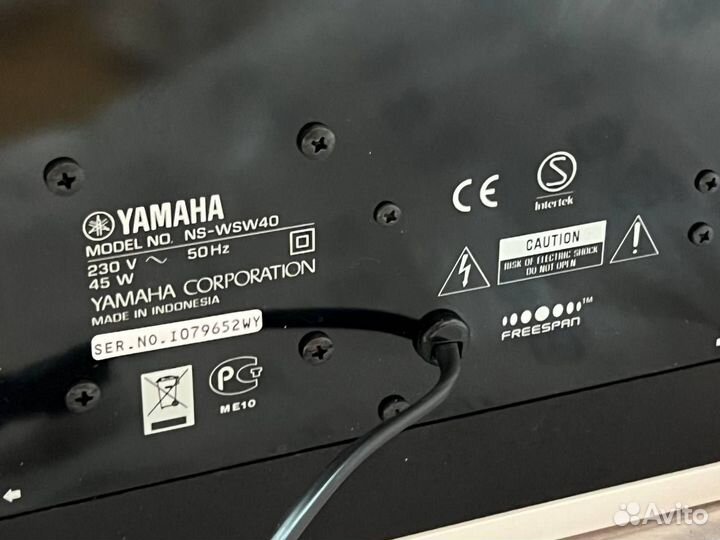 YAMAHA
MODEL NO. NS-WSW40
230 V ~ 50 Hz
45 W
YAMAHA CORPORATION
MADE IN INDONESIA
SER.NO.I079652WY
PCT
ME10
CE
S
Intertek
CAUTION
RISK OF ELECTRIC SHOCK
DO NOT OPEN
FREESPAN™
Avito